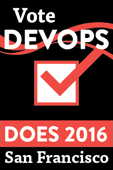 Vote
DEVOPS
DOES 2016
San Francisco